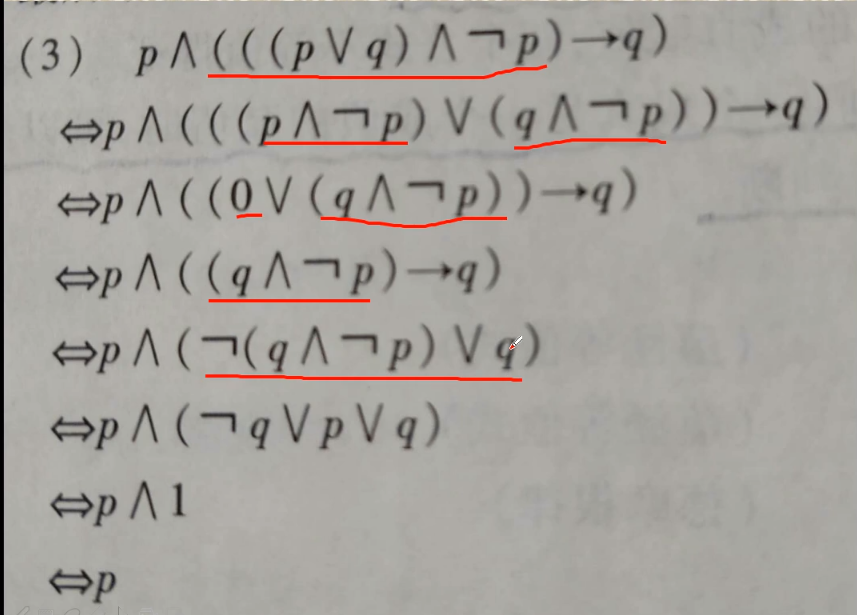 (3) p∧(((p∨q)∧¬p)→q)
⇔p∧(((p∧¬p)∨(q∧¬p))→q)
⇔p∧((0∨(q∧¬p))→q)
⇔p∧((q∧¬p)→q)
⇔p∧(¬(q∧¬p)∨q)
⇔p∧(¬q∨p∨q)
⇔p∧1
⇔p